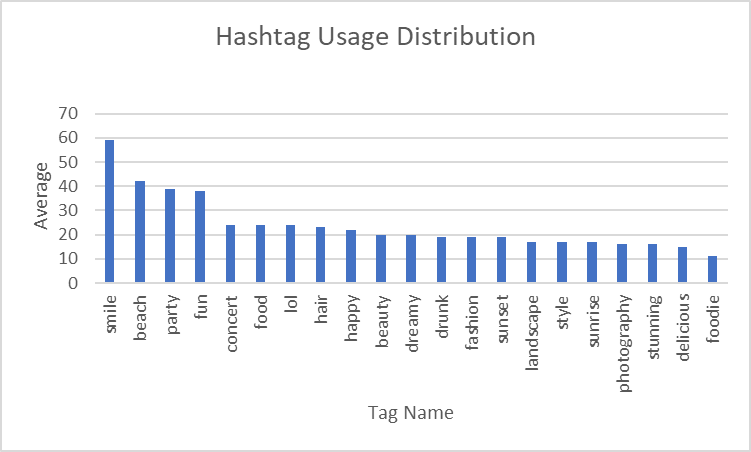 Hashtag Usage Distribution
Average
70
60
50
40
30
20
10
0
smile
beach
party
fun
concert
food
lol
hair
happy
beauty
dreamy
drunk
fashion
sunset
landscape
style
sunrise
photography
stunning
delicious
foodie
Tag Name